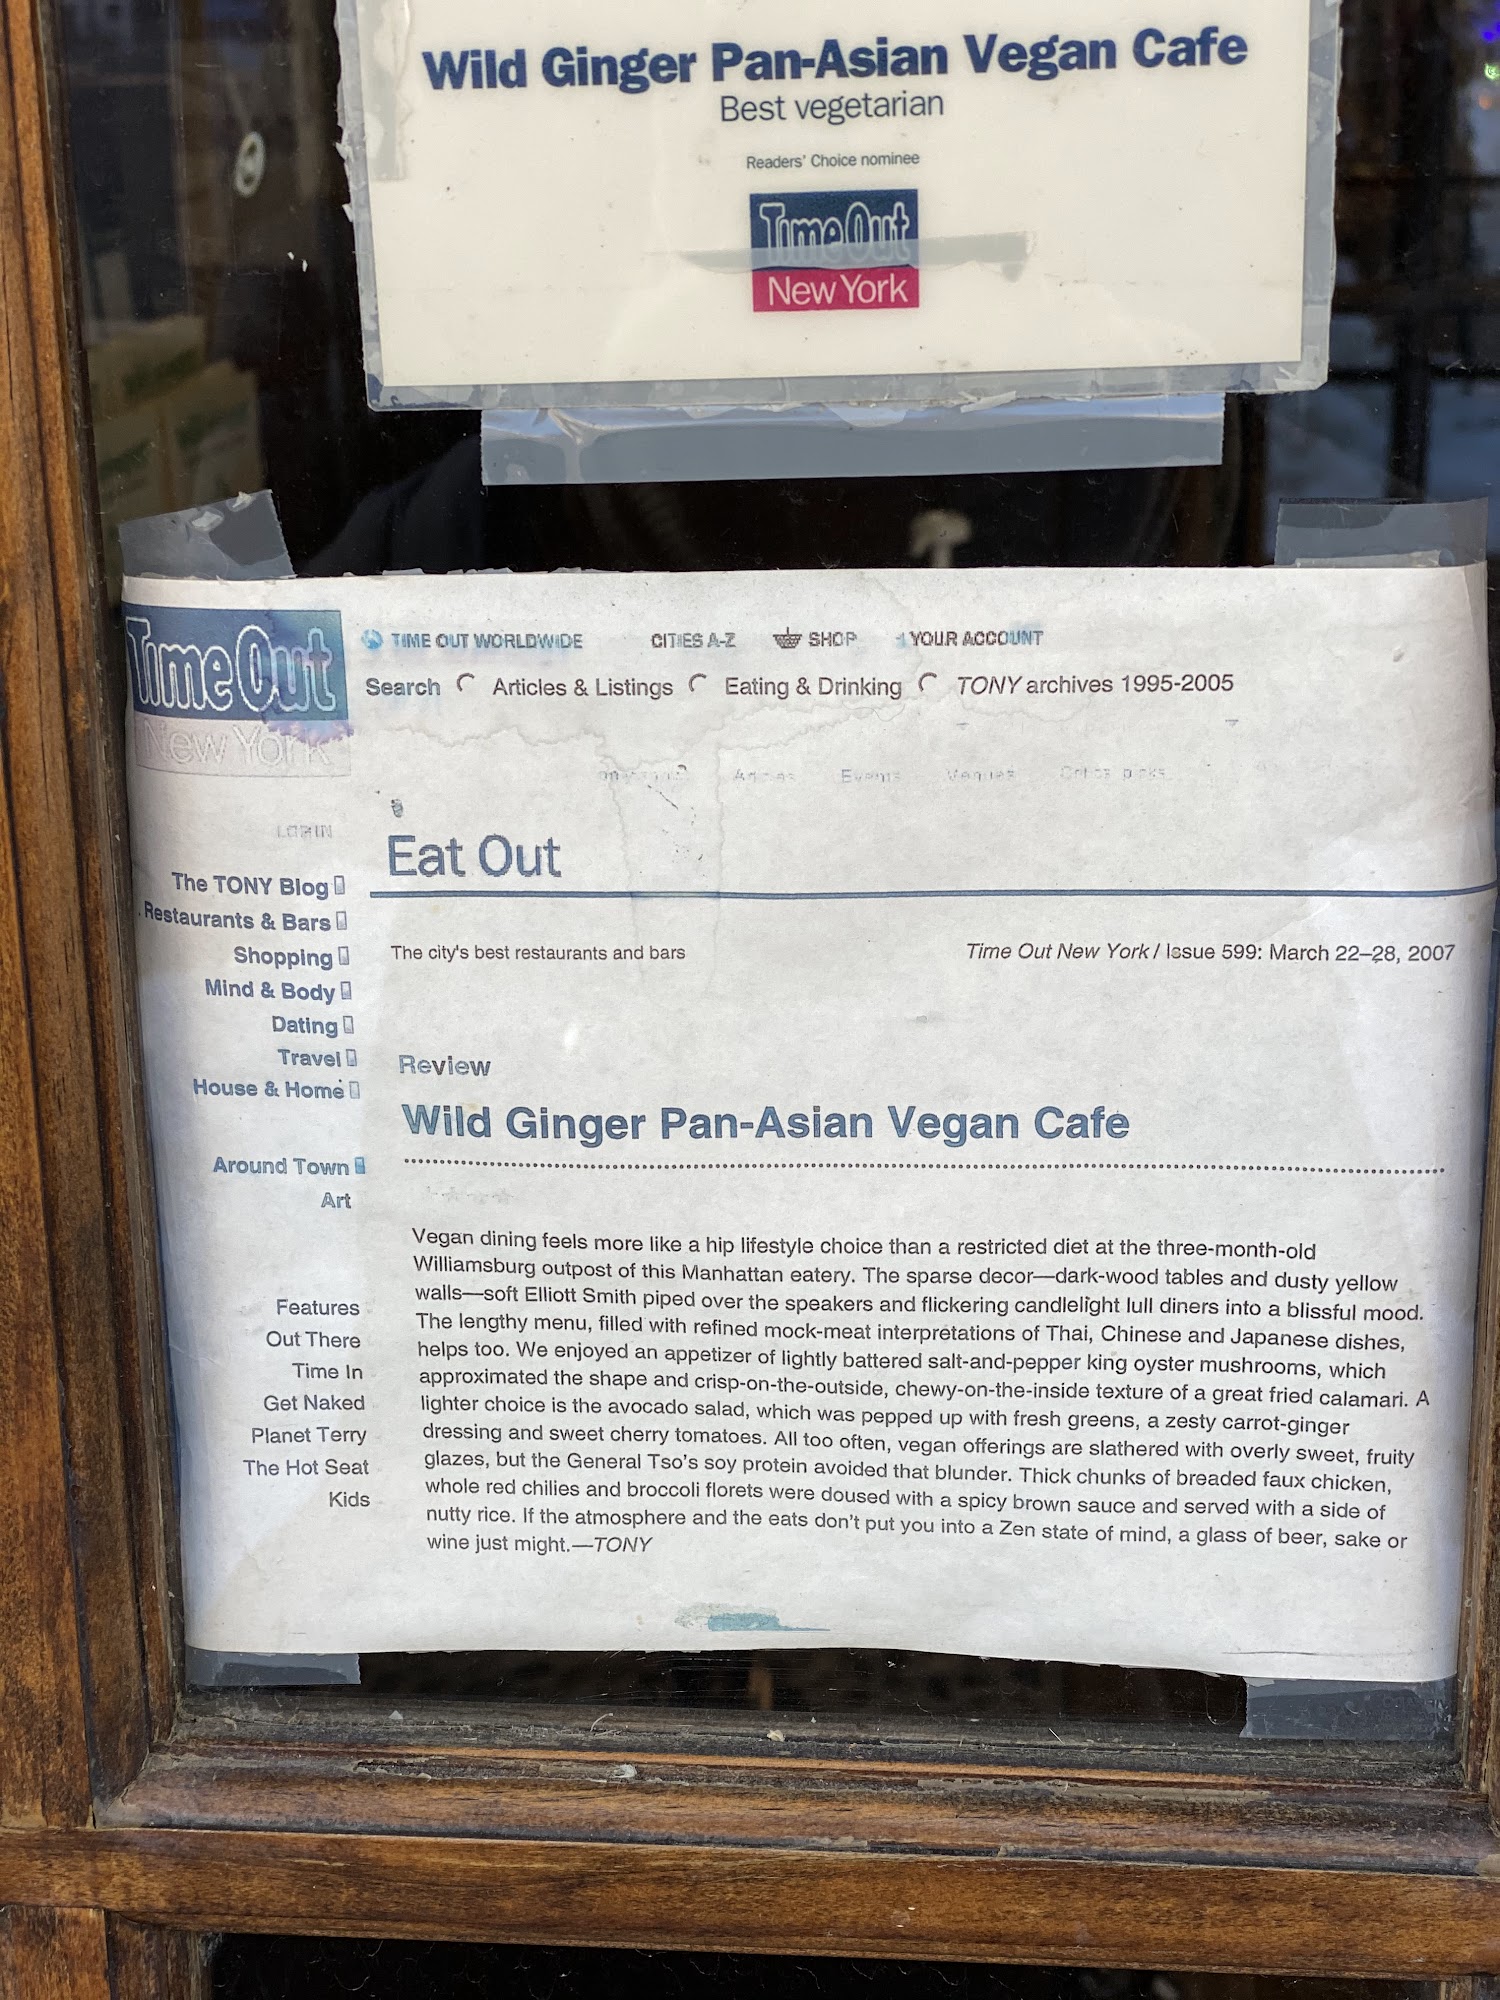 Wild Ginger Pan-Asian Vegan Cafe
Best vegetarian
Readers' Choice nominee
Time Out
New York
Time Out
New York
TIME OUT WORLDWIDE CITIES A-Z SHOP YOUR ACCOUNT
Search Articles & Listings Eating & Drinking TONY archives 1995-2005
Articles Events Venues Critics picks
LOGIN
Eat Out
The TONY Blog
Restaurants & Bars
Shopping
Mind & Body
Dating
Travel
House & Home
Around Town
Art
Features
Out There
Time In
Get Naked
Planet Terry
The Hot Seat
Kids
The city's best restaurants and bars
Time Out New York / Issue 599: March 22–28, 2007
Review
Wild Ginger Pan-Asian Vegan Cafe
Vegan dining feels more like a hip lifestyle choice than a restricted diet at the three-month-old
Williamsburg outpost of this Manhattan eatery. The sparse decor—dark-wood tables and dusty yellow
walls—soft Elliott Smith piped over the speakers and flickering candlelight lull diners into a blissful mood.
The lengthy menu, filled with refined mock-meat interpretations of Thai, Chinese and Japanese dishes,
helps too. We enjoyed an appetizer of lightly battered salt-and-pepper king oyster mushrooms, which
approximated the shape and crisp-on-the-outside, chewy-on-the-inside texture of a great fried calamari. A
lighter choice is the avocado salad, which was pepped up with fresh greens, a zesty carrot-ginger
dressing and sweet cherry tomatoes. All too often, vegan offerings are slathered with overly sweet, fruity
glazes, but the General Tso's soy protein avoided that blunder. Thick chunks of breaded faux chicken,
whole red chilies and broccoli florets were doused with a spicy brown sauce and served with a side of
nutty rice. If the atmosphere and the eats don't put you into a Zen state of mind, a glass of beer, sake or
wine just might.—TONY